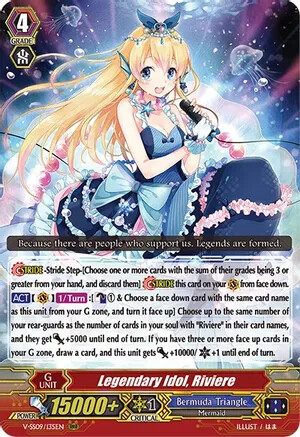 4
GRADE
Because there are people who support us. Legends are formed.
STRIDE -Stride Step-[Choose one or more cards with the sum of their grades being 3 or
greater from your hand, and discard them] STRIDE this card on your from face down.
ACT [ ] 1/Turn :[ ① & Choose a face down card with the same card name
as this unit from your G zone, and turn it face up] Choose up to the same number of
your rear-guards as the number of cards in your soul with "Riviere" in their card names,
and they get +5000 until end of turn. If you have three or more face up cards in
your G zone, draw a card, and this unit gets +10000/ +1 until end of turn.
G
UNIT
Legendary Idol, Riviere
POWER
15000+
1
CRITICAL
Bermuda Triangle
Mermaid
V-SS09/135EN RRR
ILLUST /